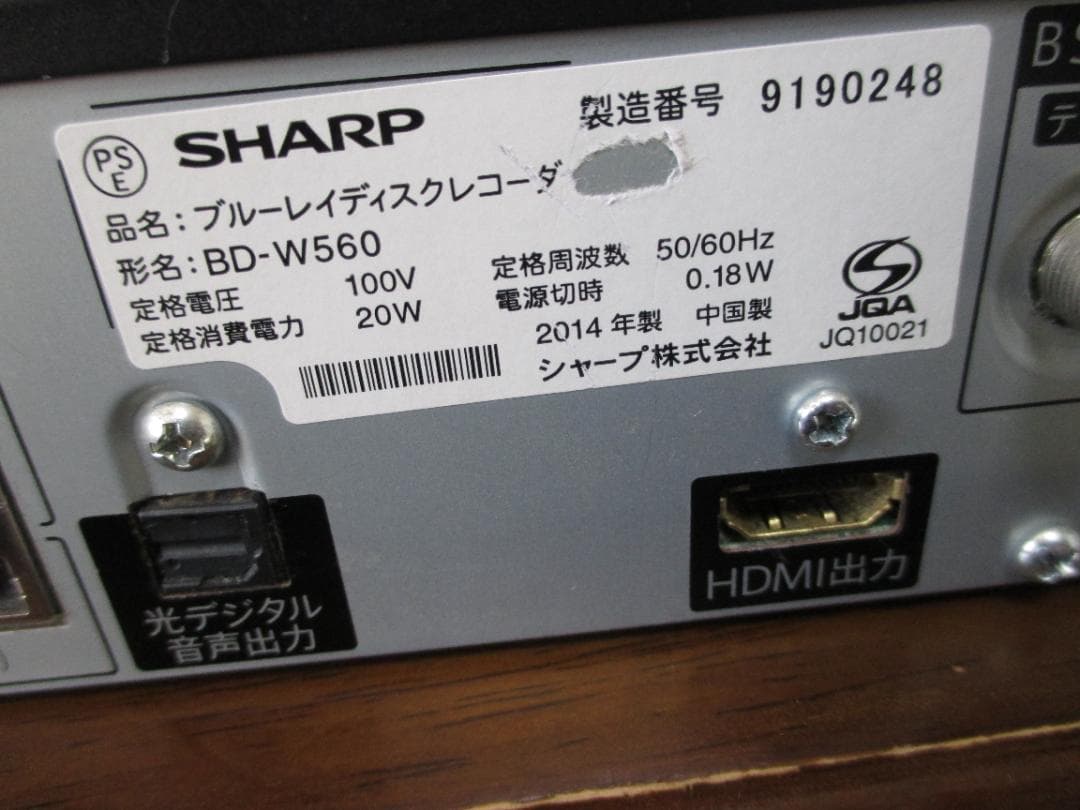 PS
E
SHARP
製造番号 9190248
品名：ブルーレイディスクレコーダ
形名：BD-W560
定格電圧 100V
定格周波数 50/60Hz
定格消費電力 20W
電源切時 0.18W
2014年製 中国製
シャープ株式会社
JQA
JQ10021
光デジタル
音声出力
HDMI出力